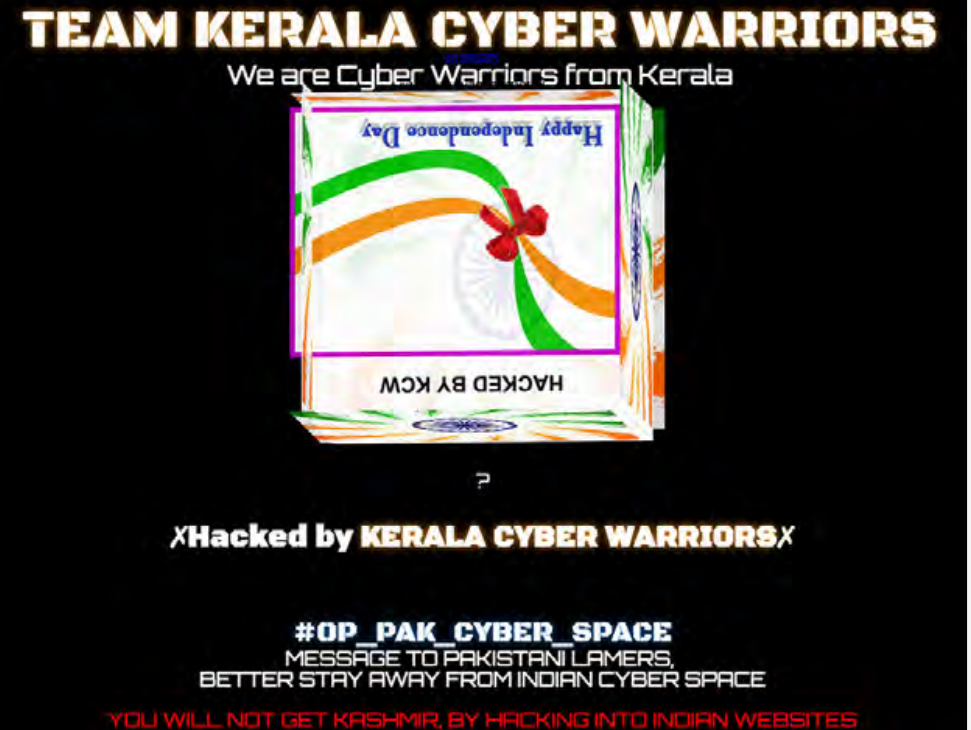 TEAM KERALA CYBER WARRIORS
We are Cyber Warriors from Kerala
Happy Independence Day
HACKED BY KCW
?
✗Hacked by KERALA CYBER WARRIORS✗
#OP_PAK_CYBER_SPACE
MESSAGE TO PAKISTANI LAMERS,
BETTER STAY AWAY FROM INDIAN CYBER SPACE
YOU WILL NOT GET KASHMIR, BY HACKING INTO INDIAN WEBSITES